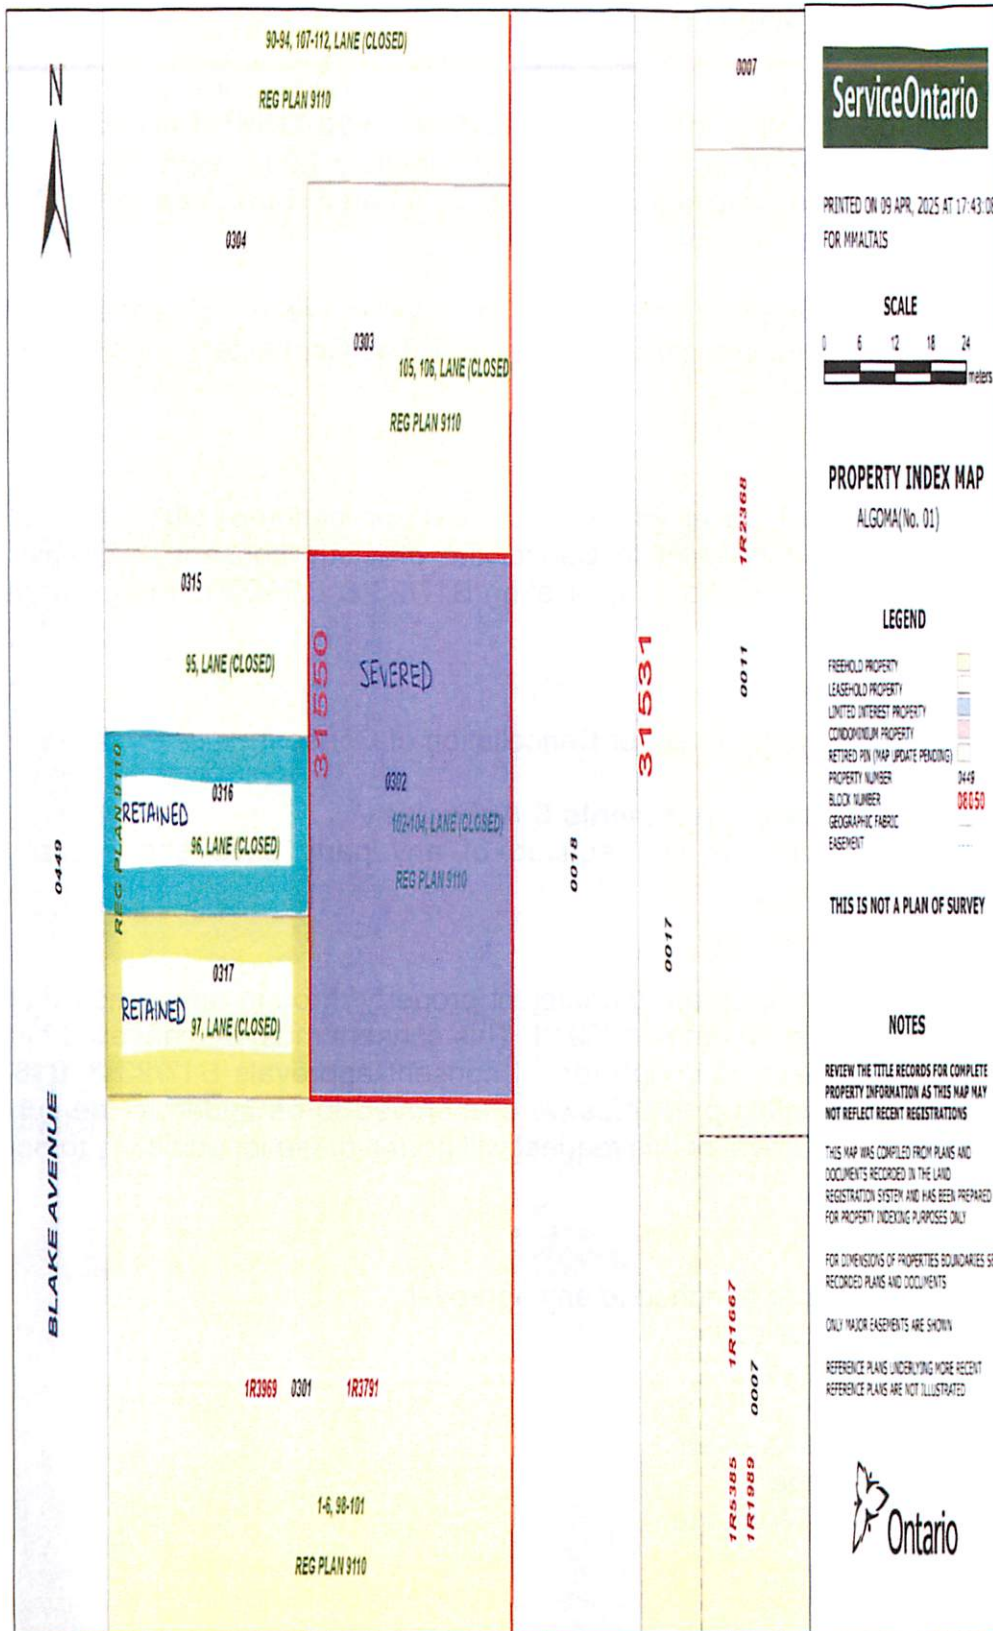 90-94, 107-112, LANE (CLOSED)
REG PLAN 9110
N
0304
0303
105, 106, LANE (CLOSED
REG PLAN 9110
0007
1R2368
0315
95, LANE (CLOSED)
31550
SEVERED
31531
0011
REG PLAN 9110
RETAINED
0316
96, LANE (CLOSED)
0302
102-104, LANE (CLOSED)
REG PLAN 9110
0449
0018
0017
RETAINED
0317
97, LANE (CLOSED)
BLAKE AVENUE
1R3969 0301 1R3791
1R1667
0007
1R5385
1R1989
1-6, 98-101
REG PLAN 9110
ServiceOntario
PRINTED ON 09 APR, 2025 AT 17:43:08
FOR MMALTAIS
SCALE
0 6 12 18 24
meters
PROPERTY INDEX MAP
ALGOMA(No. 01)
LEGEND
FREEHOLD PROPERTY
LEASEHOLD PROPERTY
LIMITED INTEREST PROPERTY
CONDOMINIUM PROPERTY
RETIRED PIN (MAP UPDATE PENDING)
PROPERTY NUMBER 0449
BLOCK NUMBER 08050
GEOGRAPHIC FABRIC
EASEMENT
THIS IS NOT A PLAN OF SURVEY
NOTES
REVIEW THE TITLE RECORDS FOR COMPLETE
PROPERTY INFORMATION AS THIS MAP MAY
NOT REFLECT RECENT REGISTRATIONS
THIS MAP WAS COMPILED FROM PLANS AND
DOCUMENTS RECORDED IN THE LAND
REGISTRATION SYSTEM AND HAS BEEN PREPARED
FOR PROPERTY INDEXING PURPOSES ONLY
FOR DIMENSIONS OF PROPERTIES BOUNDARIES SE
RECORDED PLANS AND DOCUMENTS
ONLY MAJOR EASEMENTS ARE SHOWN
REFERENCE PLANS UNDERLYING MORE RECENT
REFERENCE PLANS ARE NOT ILLUSTRATED
Ontario